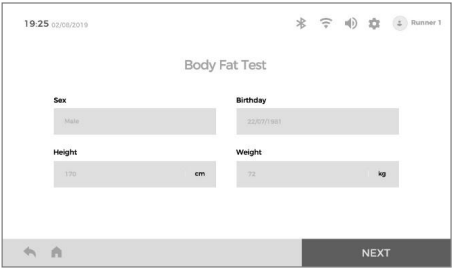 19:25 02/08/2019
Runner 1
Body Fat Test
Sex
Birthday
Male
22/07/1981
Height
Weight
170 cm
72 kg
NEXT